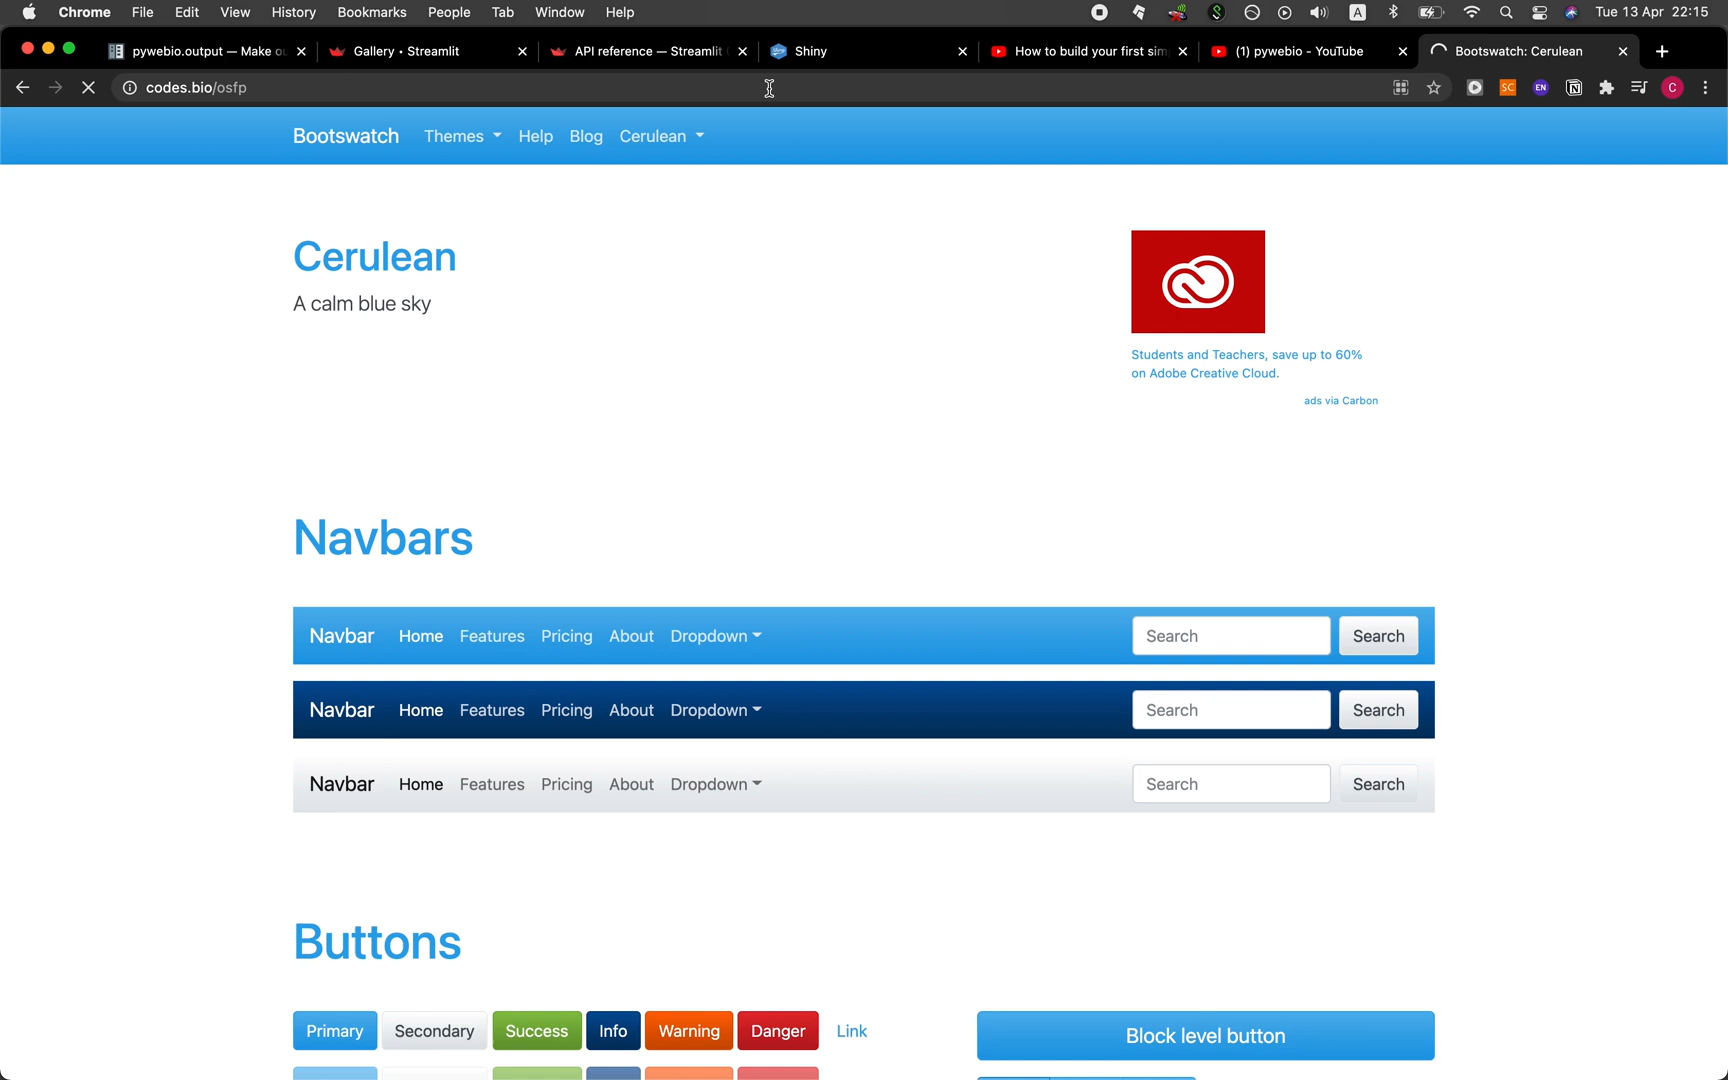 Chrome File Edit View History Bookmarks People Tab Window Help A Tue 13 Apr 22:15
pywebio.output — Make ou Gallery • Streamlit API reference — Streamlit Shiny How to build your first sim (1) pywebio - YouTube Bootswatch: Cerulean
codes.bio/osfp SC EN C
Bootswatch Themes Help Blog Cerulean
Cerulean
A calm blue sky
Students and Teachers, save up to 60%
on Adobe Creative Cloud.
ads via Carbon
Navbars
Navbar Home Features Pricing About Dropdown Search Search
Navbar Home Features Pricing About Dropdown Search Search
Navbar Home Features Pricing About Dropdown Search Search
Buttons
Primary Secondary Success Info Warning Danger Link Block level button